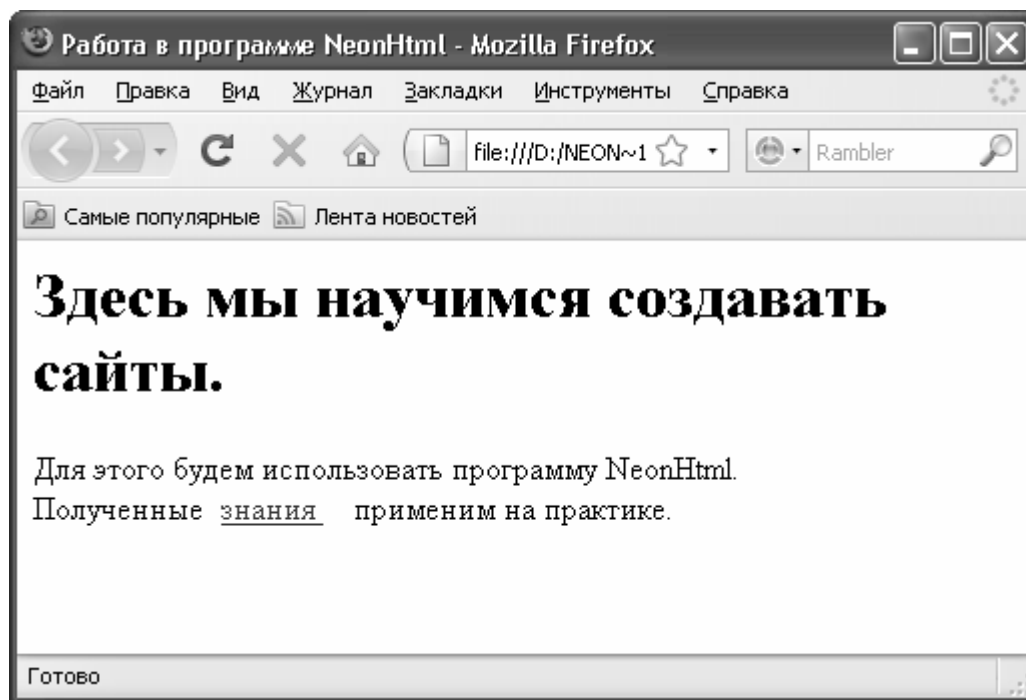 Работа в программе NeonHtml - Mozilla Firefox
Файл Правка Вид Журнал Закладки Инструменты Справка
file:///D:/NEON~1 Rambler
Самые популярные Лента новостей
Здесь мы научимся создавать
сайты.
Для этого будем использовать программу NeonHtml.
Полученные знания применим на практике.
Готово